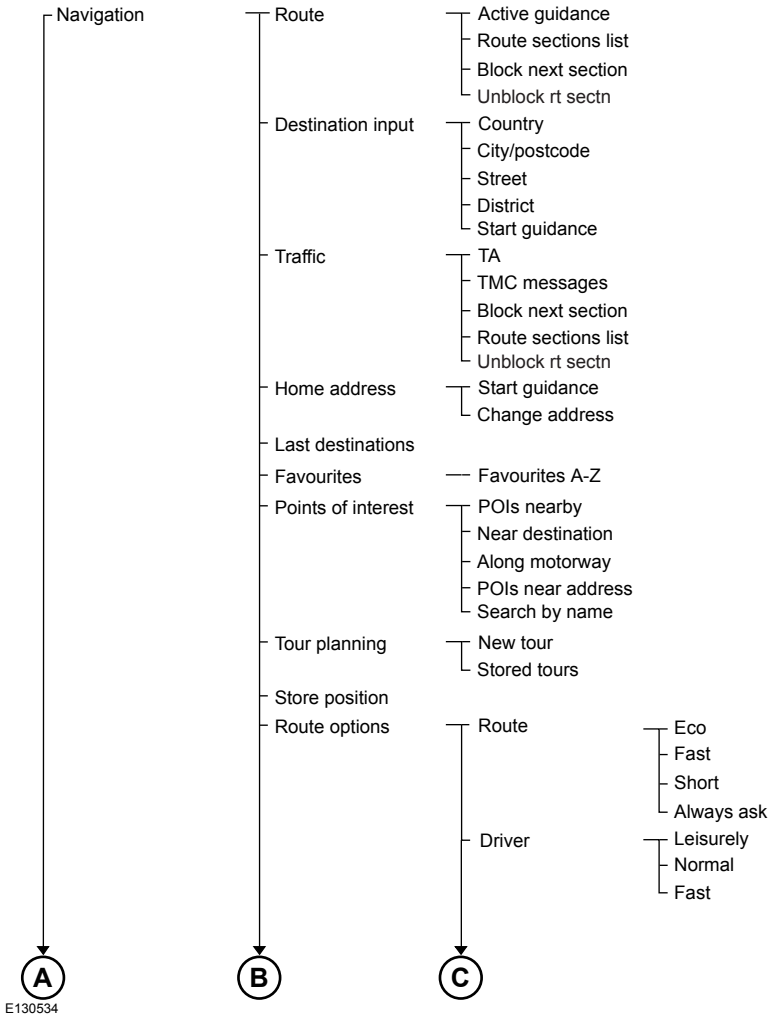 Navigation Route Active guidance
Route sections list
Block next section
Unblock rt sectn
Destination input Country
City/postcode
Street
District
Start guidance
Traffic TA
TMC messages
Block next section
Route sections list
Unblock rt sectn
Home address Start guidance
Change address
Last destinations
Favourites Favourites A-Z
Points of interest POIs nearby
Near destination
Along motorway
POIs near address
Search by name
Tour planning New tour
Stored tours
Store position
Route options Route Eco
Fast
Short
Always ask
Driver Leisurely
Normal
Fast
A B C
E130534